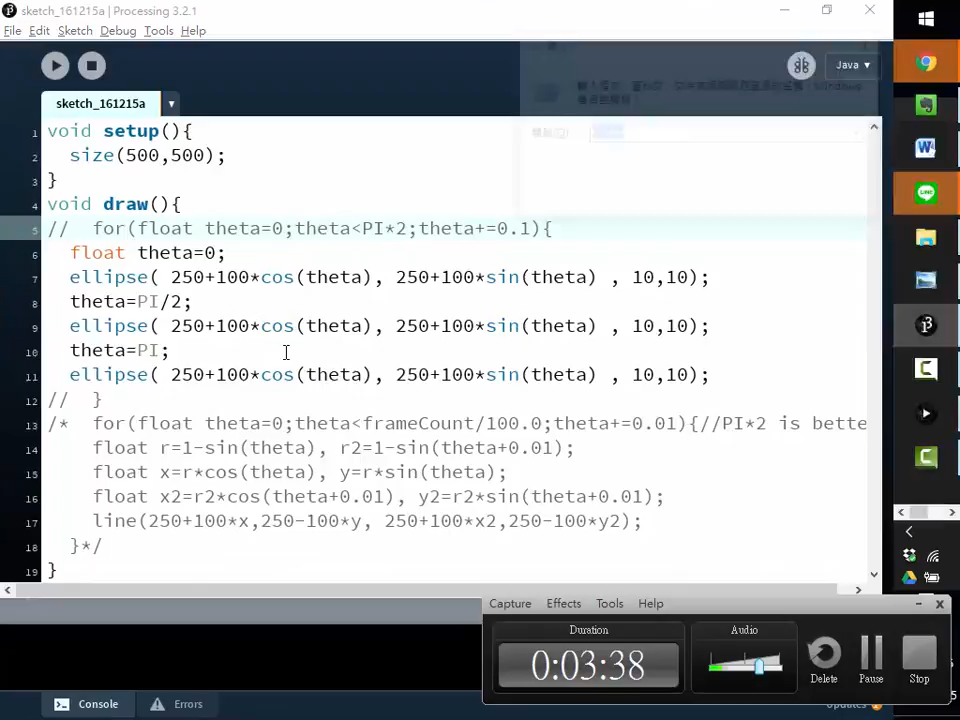 sketch_161215a | Processing 3.2.1
File Edit Sketch Debug Tools Help
Java ▾
sketch_161215a ▾
1 void setup(){
2 size(500,500);
3 }
4 void draw(){
5 // for(float theta=0;theta<PI*2;theta+=0.1){
6 float theta=0;
7 ellipse( 250+100*cos(theta), 250+100*sin(theta) , 10,10);
8 theta=PI/2;
9 ellipse( 250+100*cos(theta), 250+100*sin(theta) , 10,10);
10 theta=PI;
11 ellipse( 250+100*cos(theta), 250+100*sin(theta) , 10,10);
12 // }
13 /* for(float theta=0;theta<frameCount/100.0;theta+=0.01){//PI*2 is bette
14 float r=1-sin(theta), r2=1-sin(theta+0.01);
15 float x=r*cos(theta), y=r*sin(theta);
16 float x2=r2*cos(theta+0.01), y2=r2*sin(theta+0.01);
17 line(250+100*x,250-100*y, 250+100*x2,250-100*y2);
18 }*/
19 }
Capture Effects Tools Help
Duration
0:03:38
Audio
Delete
Pause
Stop
Console
Errors
Updates